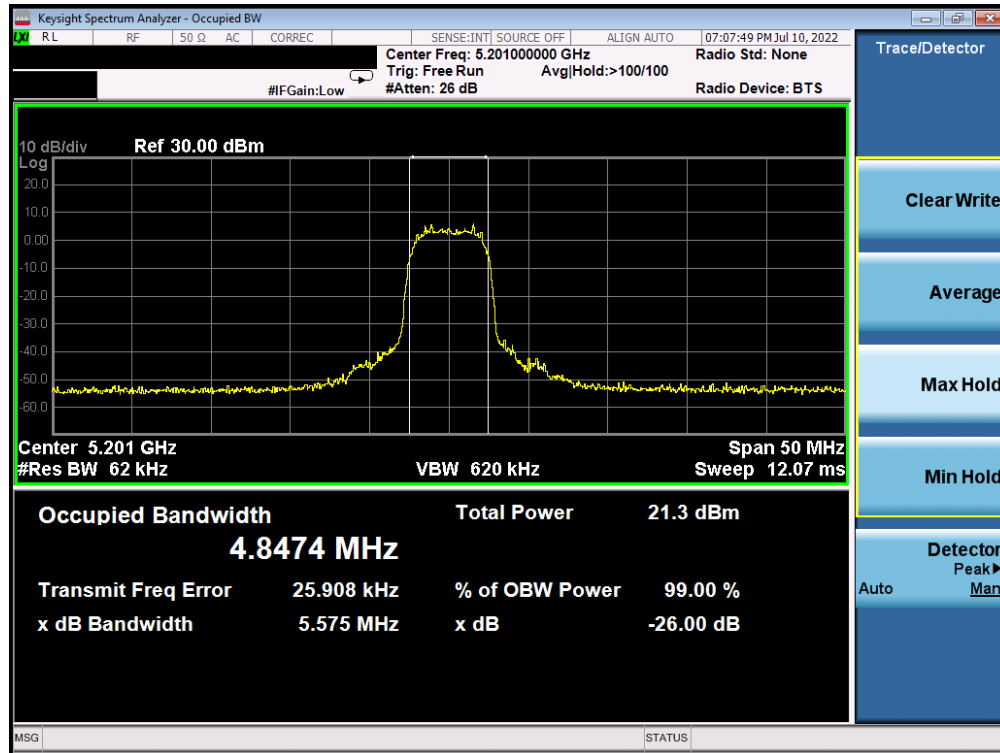 Keysight Spectrum Analyzer - Occupied BW
LXI RL RF 50 Ω AC CORREC SENSE:INT SOURCE OFF ALIGN AUTO 07:07:49 PM Jul 10, 2022
Center Freq: 5.201000000 GHz Radio Std: None
Trig: Free Run Avg|Hold:>100/100
#IFGain:Low #Atten: 26 dB Radio Device: BTS
Trace/Detector
10 dB/div Ref 30.00 dBm
Log
20.0
10.0
0.00
-10.0
-20.0
-30.0
-40.0
-50.0
-60.0
Center 5.201 GHz Span 50 MHz
#Res BW 62 kHz VBW 620 kHz Sweep 12.07 ms
Occupied Bandwidth Total Power 21.3 dBm
4.8474 MHz
Transmit Freq Error 25.908 kHz % of OBW Power 99.00 %
x dB Bandwidth 5.575 MHz x dB -26.00 dB
Clear Write
Average
Max Hold
Min Hold
Detector
Peak▶
Auto Man
MSG STATUS